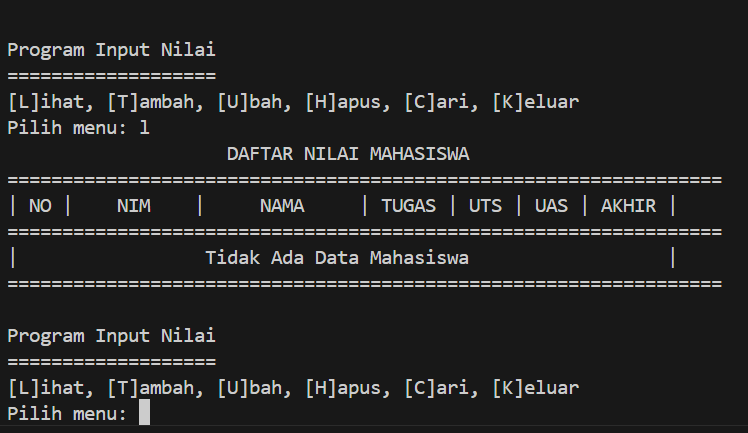 Program Input Nilai
===================
[L]ihat, [T]ambah, [U]bah, [H]apus, [C]ari, [K]eluar
Pilih menu: l
                    DAFTAR NILAI MAHASISWA
=================================================================
| NO |    NIM    |     NAMA     | TUGAS | UTS | UAS | AKHIR |
=================================================================
|                 Tidak Ada Data Mahasiswa                  |
=================================================================
Program Input Nilai
===================
[L]ihat, [T]ambah, [U]bah, [H]apus, [C]ari, [K]eluar
Pilih menu: